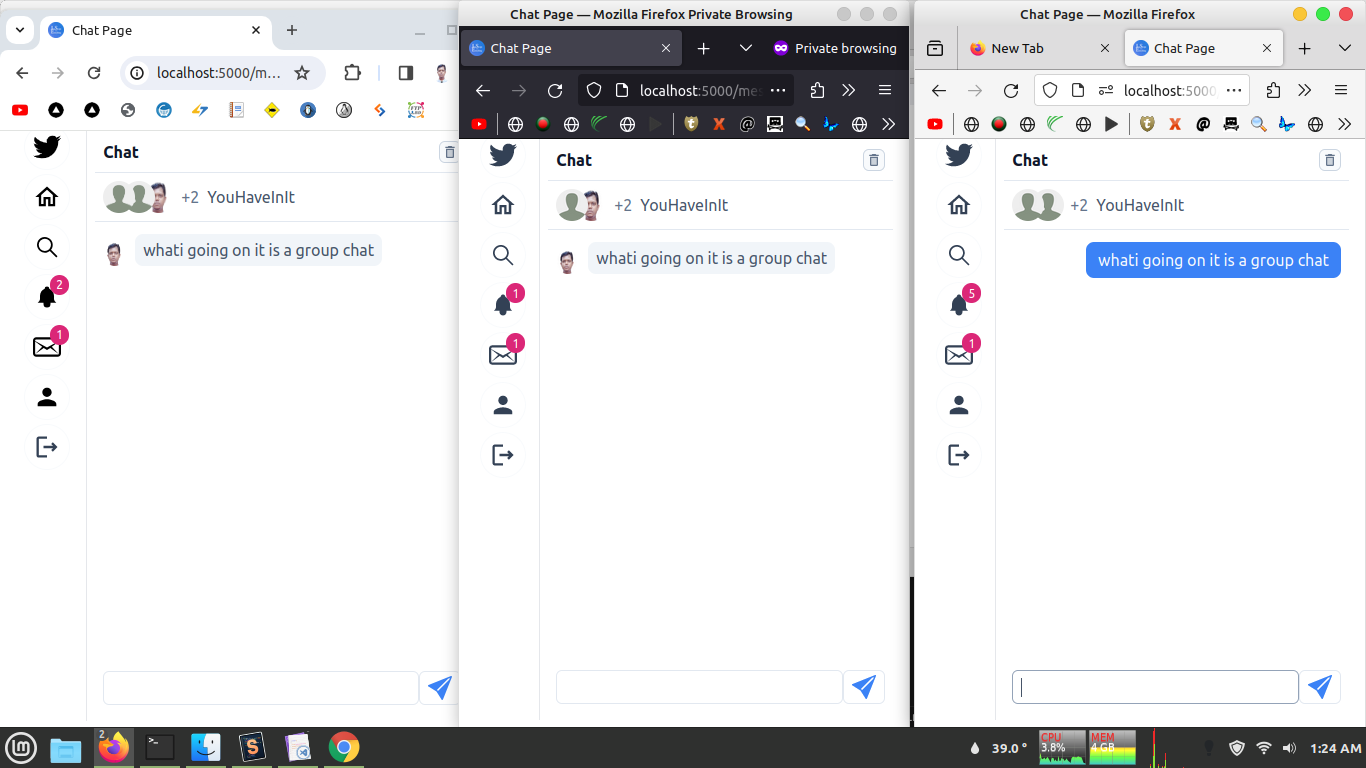 Chat Page
localhost:5000/m...
Chat
+2 YouHaveInIt
whati going on it is a group chat
2
1
Chat Page — Mozilla Firefox Private Browsing
Chat Page
Private browsing
localhost:5000/mes
Chat
+2 YouHaveInIt
whati going on it is a group chat
1
1
Chat Page — Mozilla Firefox
New Tab
Chat Page
localhost:5000
Chat
+2 YouHaveInIt
whati going on it is a group chat
5
1
2
39.0 °
CPU
3.8%
MEM
4 GB
1:24 AM